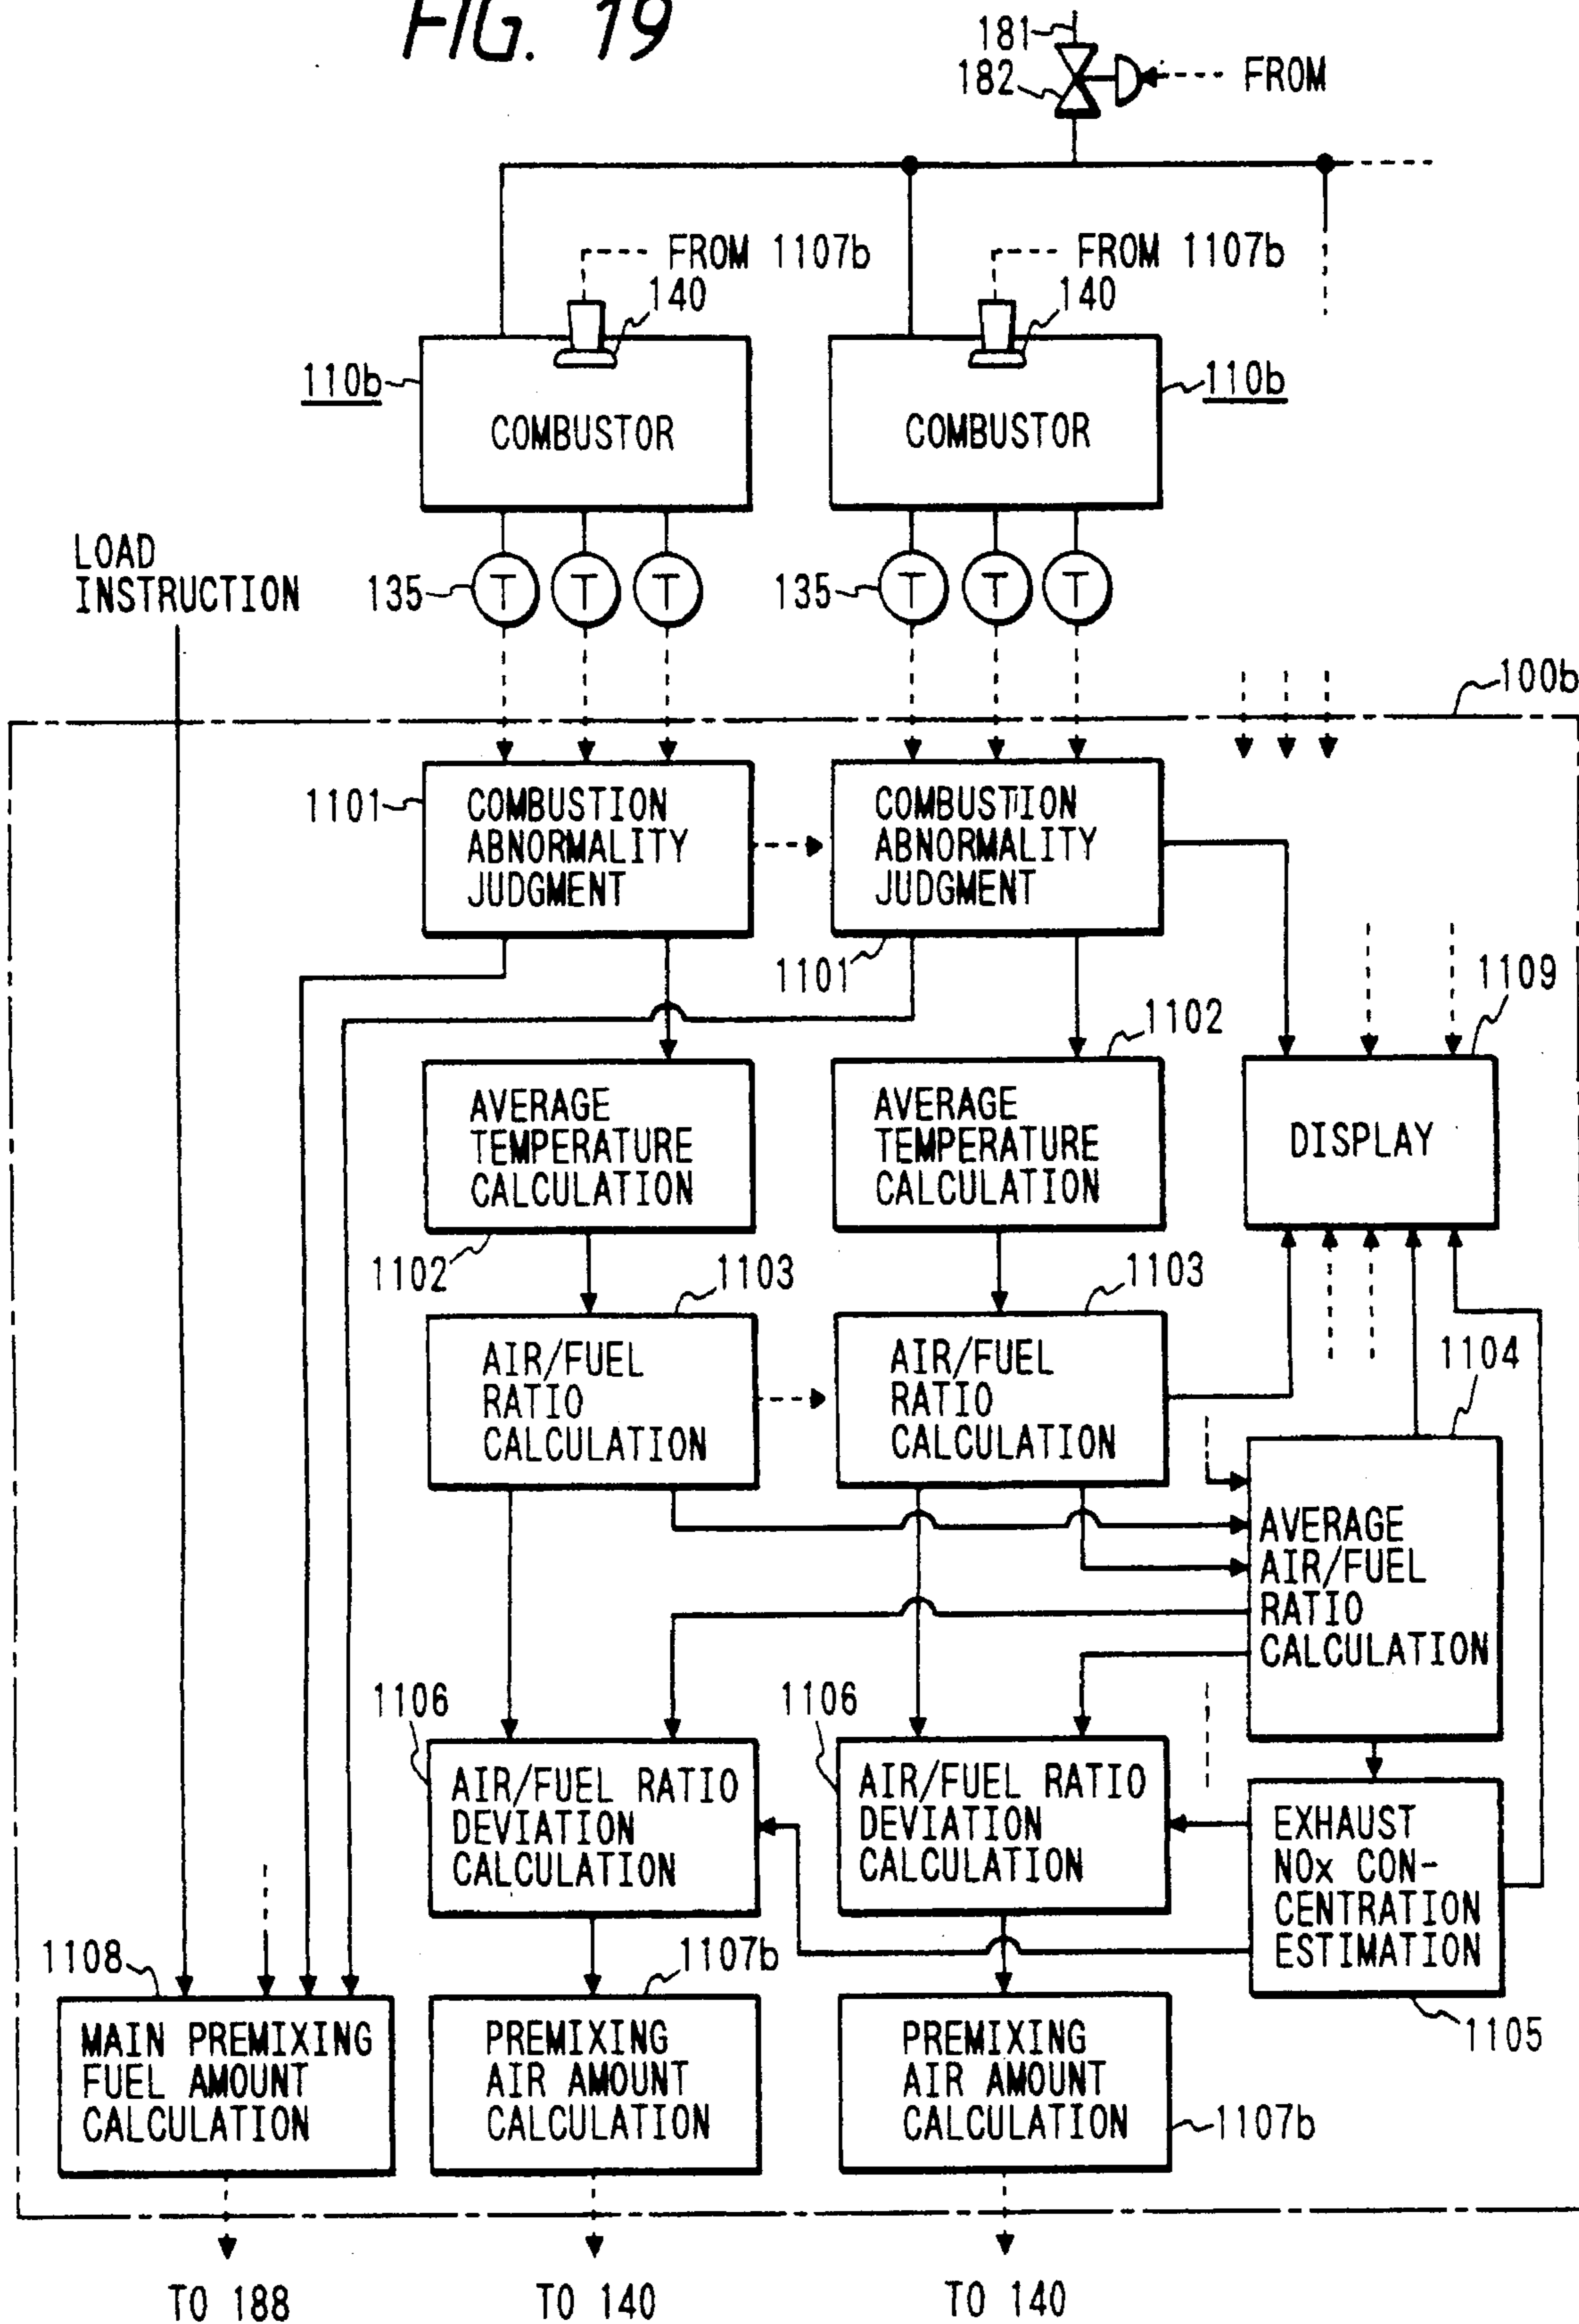 FIG. 19
181
182
FROM
FROM 1107b
FROM 1107b
140
140
110b
110b
COMBUSTOR
COMBUSTOR
LOAD
INSTRUCTION
135
T
T
T
135
T
T
T
100b
1101
COMBUSTION
ABNORMALITY
JUDGMENT
COMBUSTION
ABNORMALITY
JUDGMENT
1101
1109
1102
AVERAGE
TEMPERATURE
CALCULATION
AVERAGE
TEMPERATURE
CALCULATION
DISPLAY
1102
1103
1103
AIR/FUEL
RATIO
CALCULATION
AIR/FUEL
RATIO
CALCULATION
1104
AVERAGE
AIR/FUEL
RATIO
CALCULATION
1106
1106
AIR/FUEL RATIO
DEVIATION
CALCULATION
AIR/FUEL RATIO
DEVIATION
CALCULATION
EXHAUST
NOx CON-
CENTRATION
ESTIMATION
1108
1107b
1105
MAIN PREMIXING
FUEL AMOUNT
CALCULATION
PREMIXING
AIR AMOUNT
CALCULATION
PREMIXING
AIR AMOUNT
CALCULATION
1107b
TO 188
TO 140
TO 140